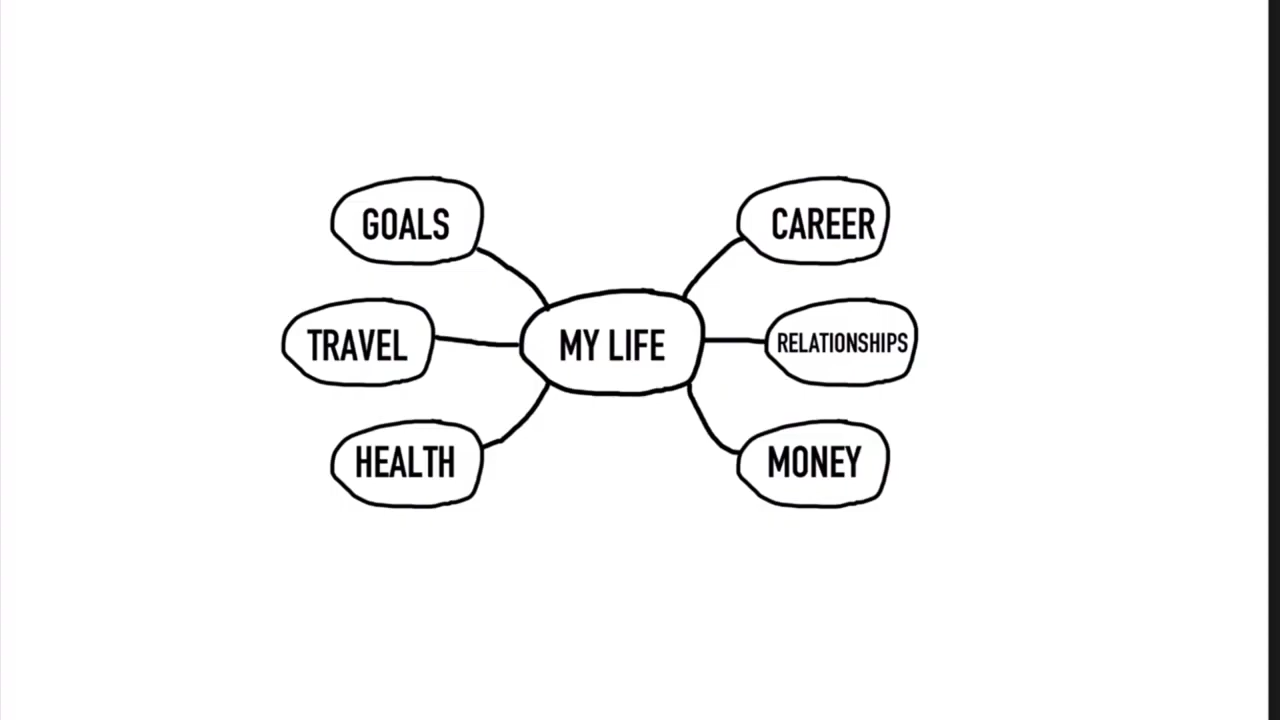 GOALS
CAREER
TRAVEL
MY LIFE
RELATIONSHIPS
HEALTH
MONEY